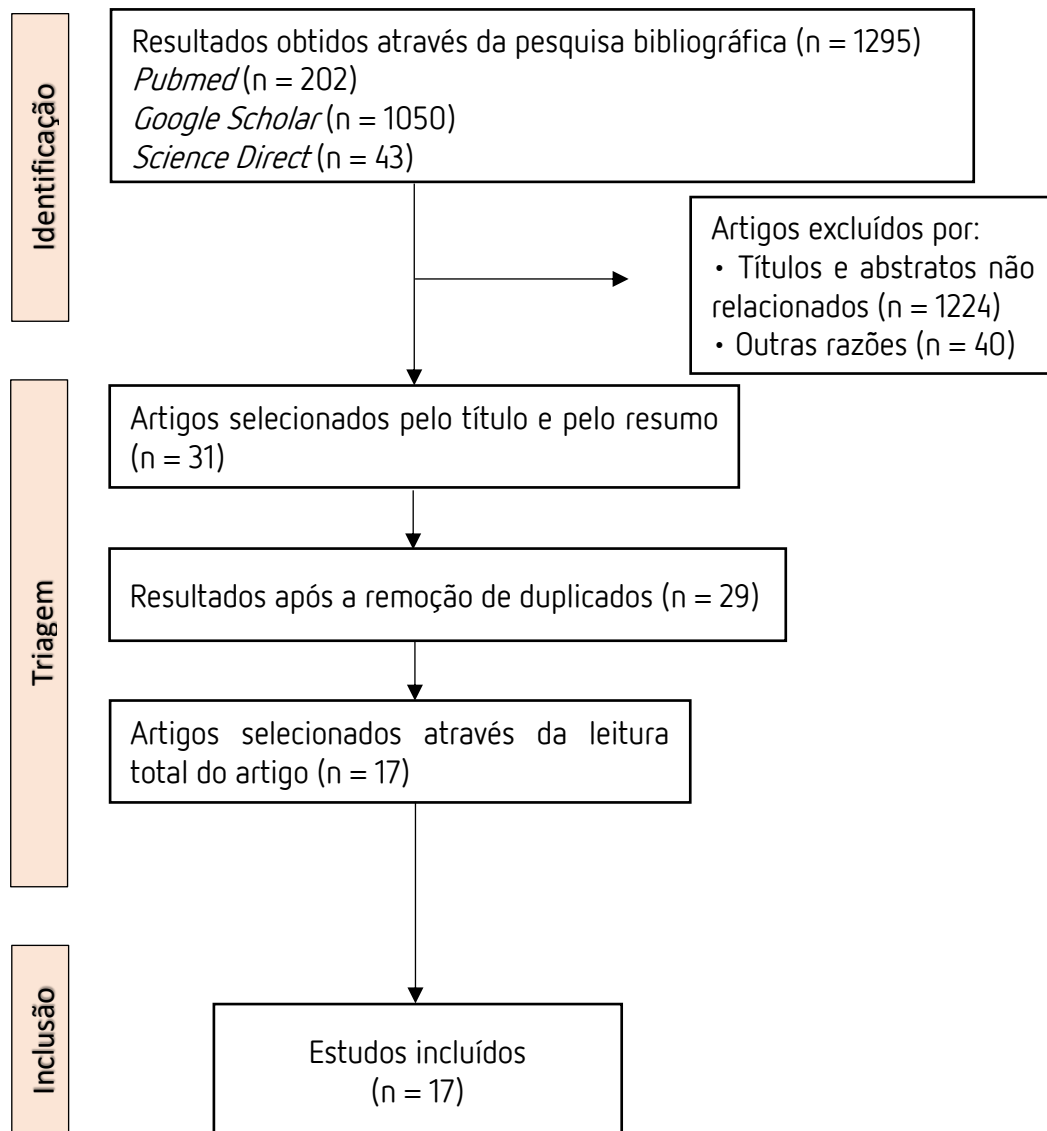 Identificação
Resultados obtidos através da pesquisa bibliográfica (n = 1295)
Pubmed (n = 202)
Google Scholar (n = 1050)
Science Direct (n = 43)
Artigos excluídos por:
• Títulos e abstratos não
relacionados (n = 1224)
• Outras razões (n = 40)
Triagem
Artigos selecionados pelo título e pelo resumo
(n = 31)
Resultados após a remoção de duplicados (n = 29)
Artigos selecionados através da leitura
total do artigo (n = 17)
Inclusão
Estudos incluídos
(n = 17)